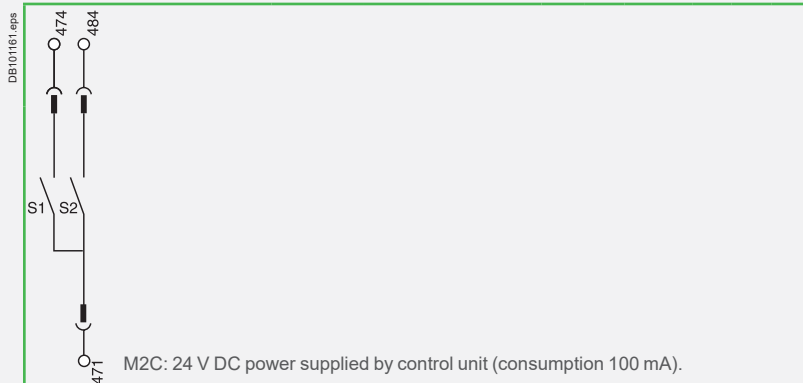 DB101161.eps
474
484
S1 S2
471
M2C: 24 V DC power supplied by control unit (consumption 100 mA).